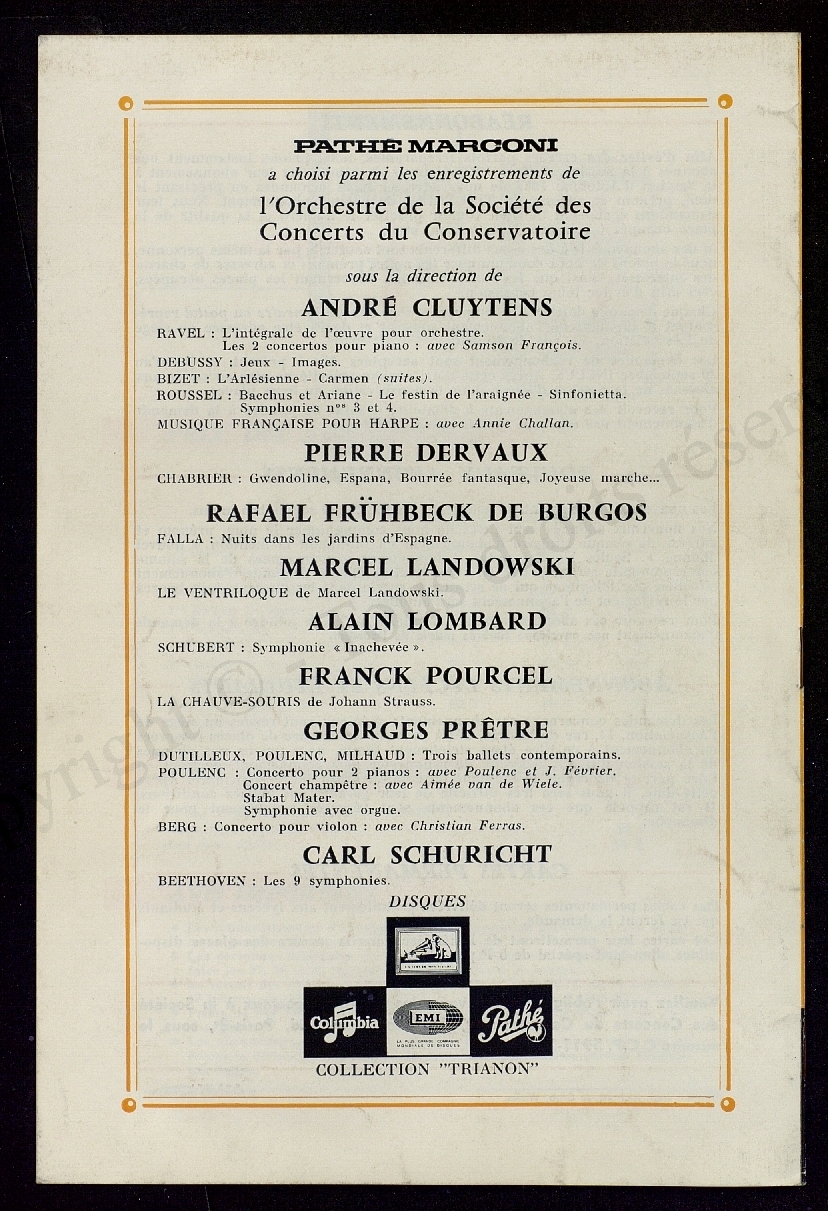 PATHÉ MARCONI
a choisi parmi les enregistrements de
l'Orchestre de la Société des
Concerts du Conservatoire
sous la direction de
ANDRÉ CLUYTENS
RAVEL : L'intégrale de l'œuvre pour orchestre.
Les 2 concertos pour piano : avec Samson François.
DEBUSSY : Jeux - Images.
BIZET : L'Arlésienne - Carmen (suites).
ROUSSEL : Bacchus et Ariane - Le festin de l'araignée - Sinfonietta.
Symphonies nos 3 et 4.
MUSIQUE FRANÇAISE POUR HARPE : avec Annie Challan.
PIERRE DERVAUX
CHABRIER : Gwendoline, Espana, Bourrée fantasque, Joyeuse marche...
RAFAEL FRÜHBECK DE BURGOS
FALLA : Nuits dans les jardins d'Espagne.
MARCEL LANDOWSKI
LE VENTRILOQUE de Marcel Landowski.
ALAIN LOMBARD
SCHUBERT : Symphonie « Inachevée ».
FRANCK POURCEL
LA CHAUVE-SOURIS de Johann Strauss.
GEORGES PRÊTRE
DUTILLEUX, POULENC, MILHAUD : Trois ballets contemporains.
POULENC : Concerto pour 2 pianos : avec Poulenc et J. Février.
Concert champêtre : avec Aimée van de Wiele.
Stabat Mater.
Symphonie avec orgue.
BERG : Concerto pour violon : avec Christian Ferras.
CARL SCHURICHT
BEETHOVEN : Les 9 symphonies.
DISQUES
Columbia
EMI
LA PLUS GRANDE COMPAGNIE
MONDIALE DE DISQUES
Pathé
COLLECTION "TRIANON"